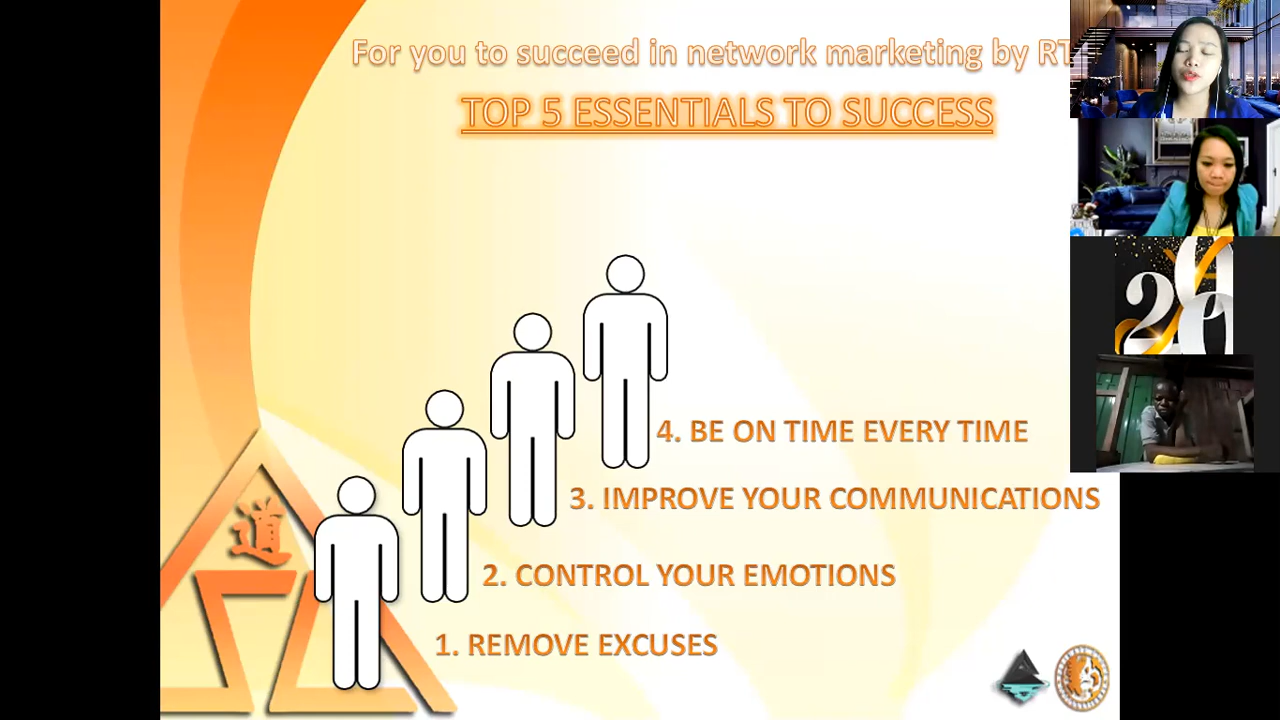 For you to succeed in network marketing by RT
TOP 5 ESSENTIALS TO SUCCESS
4. BE ON TIME EVERY TIME
3. IMPROVE YOUR COMMUNICATIONS
2. CONTROL YOUR EMOTIONS
1. REMOVE EXCUSES
道